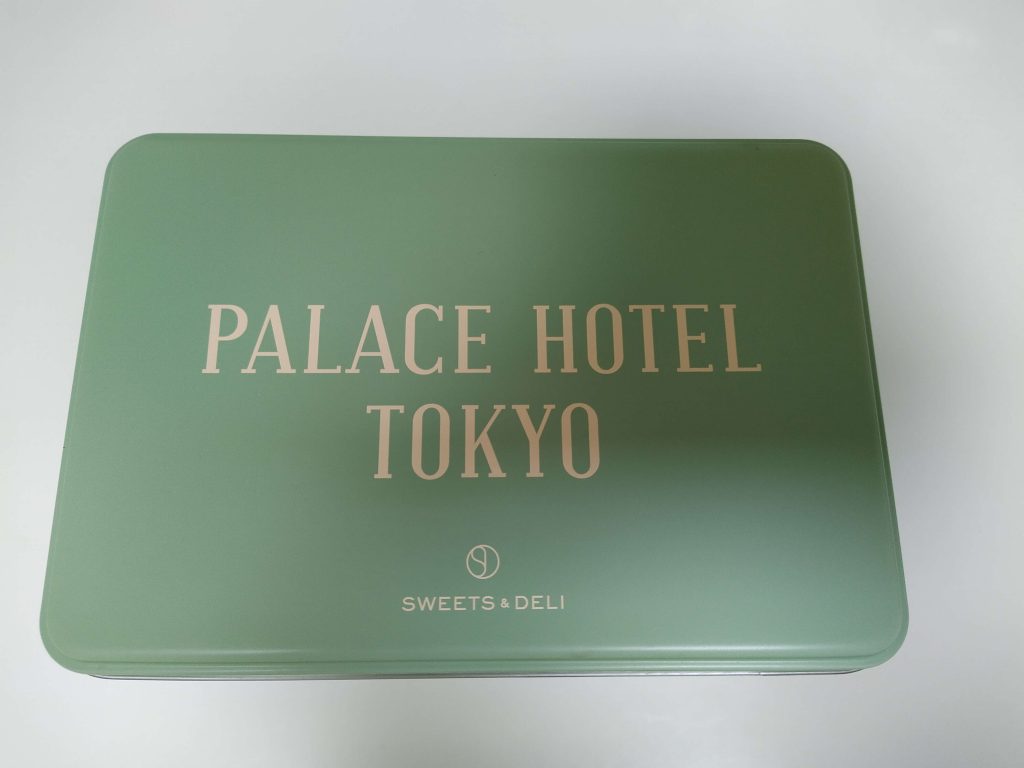 PALACE HOTEL
TOKYO
SWEETS & DELI